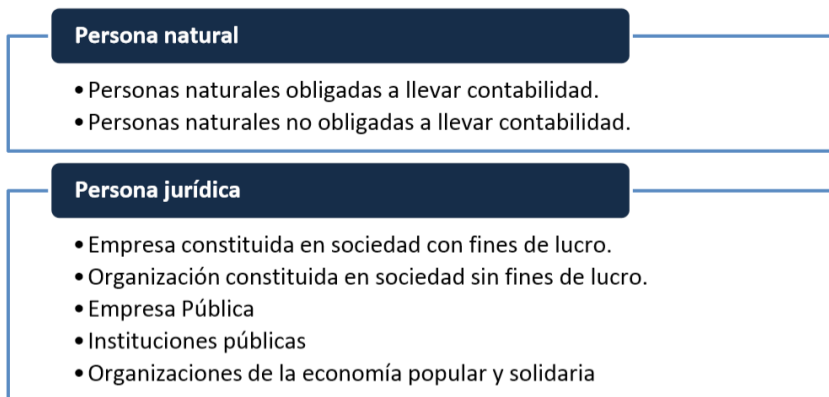 Persona natural
• Personas naturales obligadas a llevar contabilidad.
• Personas naturales no obligadas a llevar contabilidad.
Persona jurídica
• Empresa constituida en sociedad con fines de lucro.
• Organización constituida en sociedad sin fines de lucro.
• Empresa Pública
• Instituciones públicas
• Organizaciones de la economía popular y solidaria